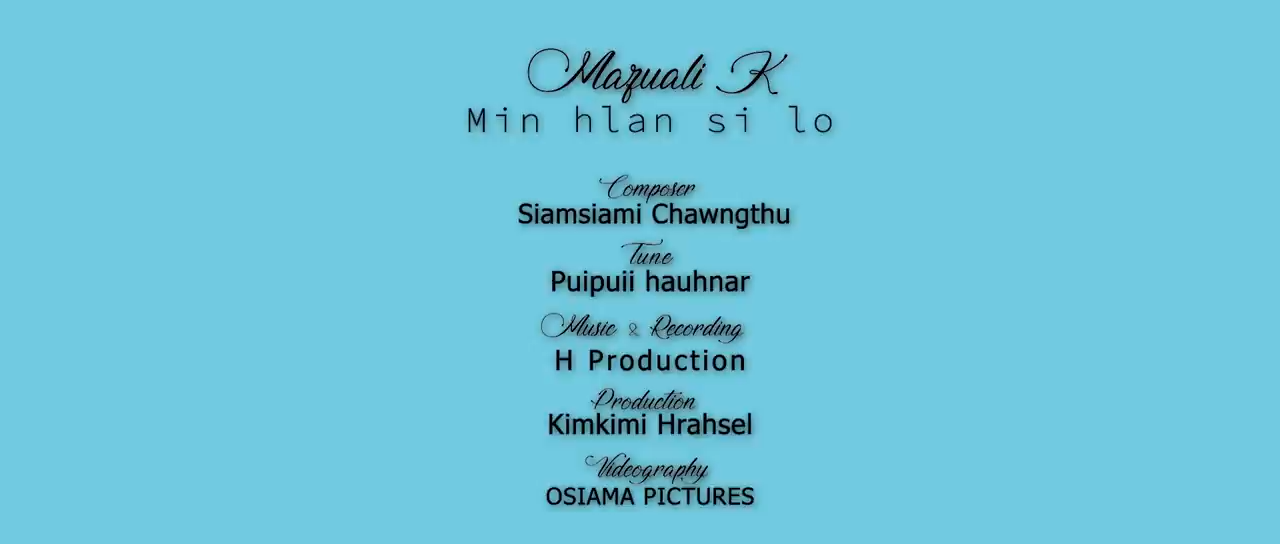 Mazuali K
Min hlan si lo
Composer
Siamsiami Chawngthu
Tune
Puipuii hauhnar
Music & Recording
H Production
Production
Kimkimi Hrahsel
Videography
OSIAMA PICTURES